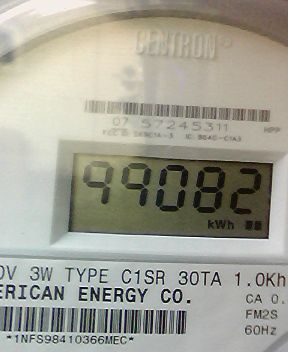 CENTRON®
07 57245311
HPP
99082
kWh
0V 3W TYPE C1SR 30TA 1.0Kh
ERICAN ENERGY CO.
CA 0.
FM2S
60Hz
*1NFS98410366MEC*